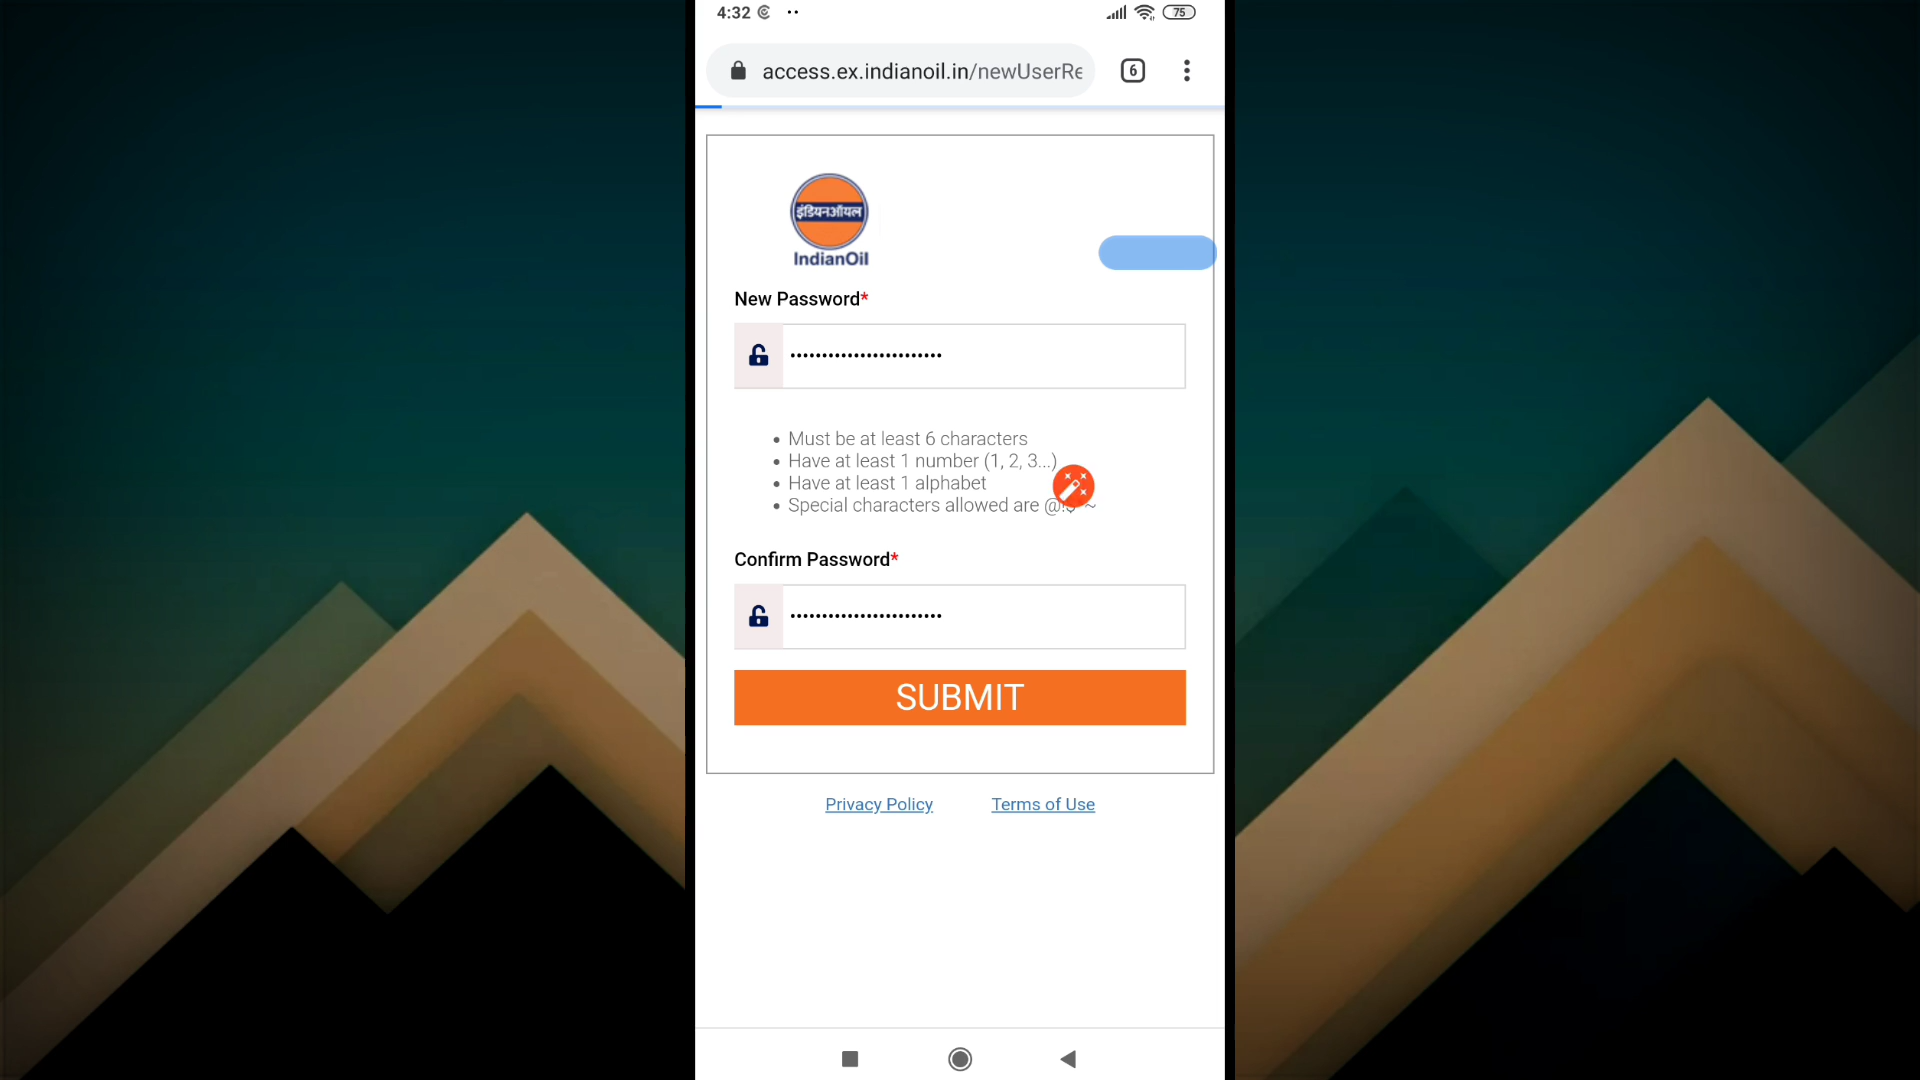 4:32
75
access.ex.indianoil.in/newUserRe
6
इंडियनऑयल
IndianOil
New Password*
••••••••••••••••••••••••
Must be at least 6 characters
Have at least 1 number (1, 2, 3...)
Have at least 1 alphabet
Special characters allowed are @!$ ~
Confirm Password*
••••••••••••••••••••••••
SUBMIT
Privacy Policy
Terms of Use